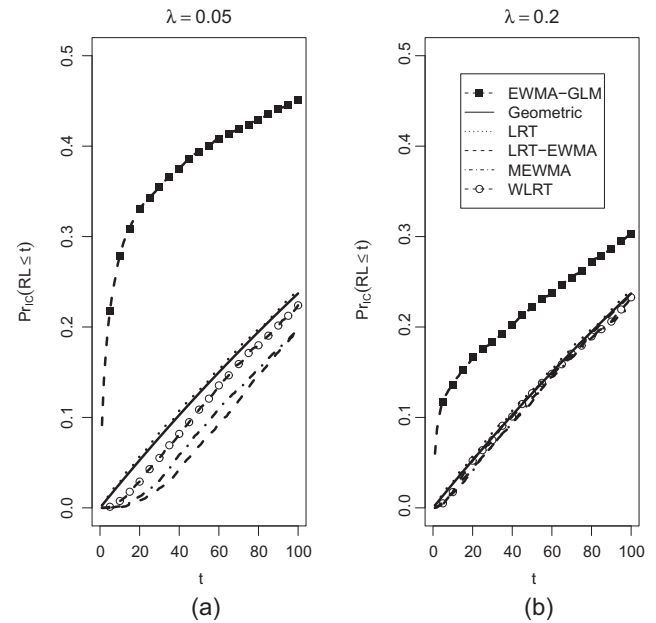 λ = 0.05
Pr_IC(RL ≤ t)
0.5
0.4
0.3
0.2
0.1
0.0
0 20 40 60 80 100
t
(a)
λ = 0.2
Pr_IC(RL ≤ t)
0.5
0.4
0.3
0.2
0.1
0.0
EWMA−GLM
Geometric
LRT
LRT−EWMA
MEWMA
WLRT
0 20 40 60 80 100
t
(b)